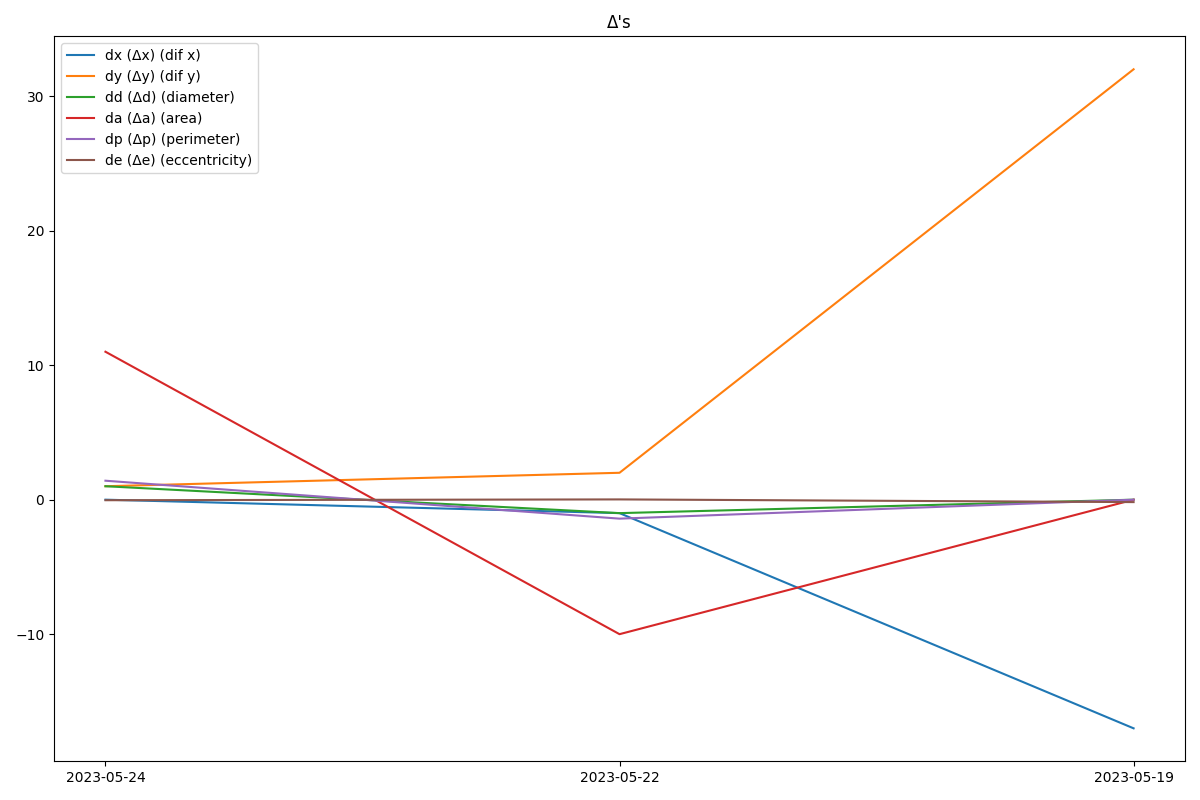 Δ's
dx (Δx) (dif x)
dy (Δy) (dif y)
dd (Δd) (diameter)
da (Δa) (area)
dp (Δp) (perimeter)
de (Δe) (eccentricity)
30
20
10
0
−10
2023-05-24
2023-05-22
2023-05-19